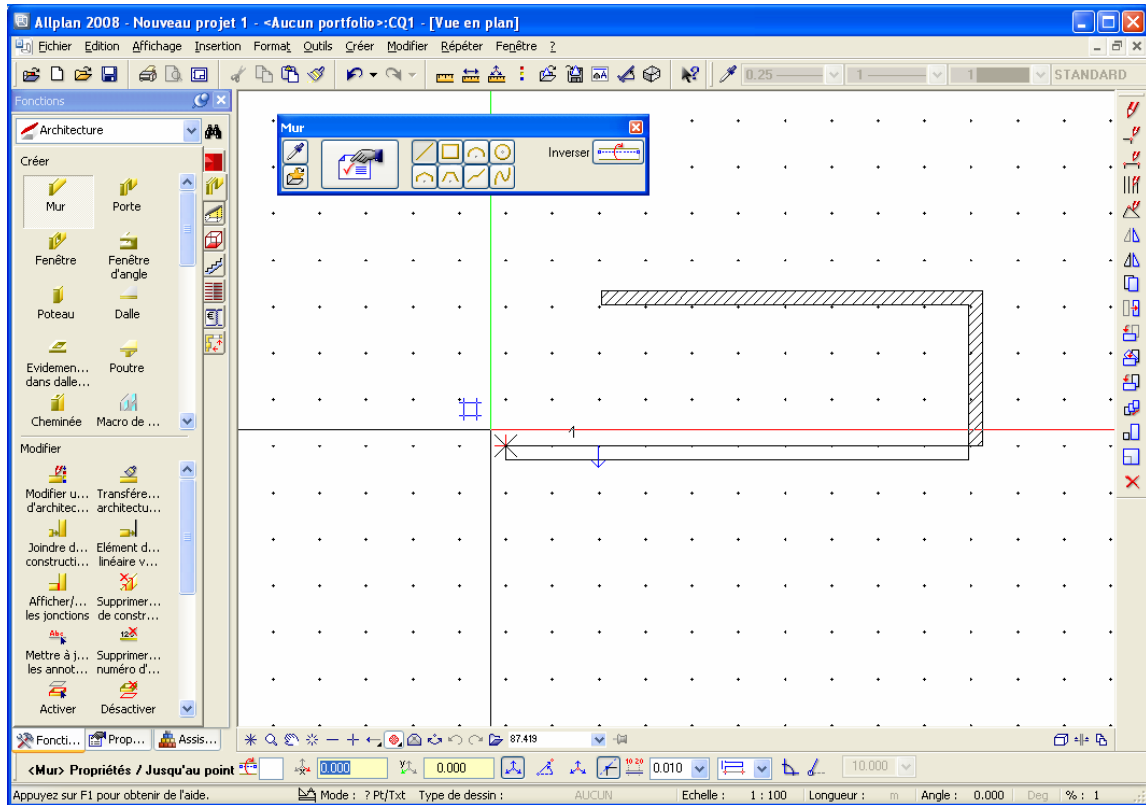 Allplan 2008 - Nouveau projet 1 - <Aucun portfolio>:CQ1 - [Vue en plan]
Fichier Edition Affichage Insertion Format Outils Créer Modifier Répéter Fenêtre ?
0.25 1 1 STANDARD
Fonctions
Architecture
Créer
Mur Porte
Fenêtre Fenêtre d'angle
Poteau Dalle
Evidemen... dans dalle... Poutre
Cheminée Macro de ...
Modifier
Modifier u... d'architec... Transfére... architectu...
Joindre d... constructi... Elément d... linéaire v...
Afficher/... les jonctions Supprimer... de constr...
Mettre à j... les annot... Supprimer... numéro d'...
Activer Désactiver
Foncti... Prop... Assis...
Mur
Inverser
1
87.419
<Mur> Propriétés / Jusqu'au point 0.000 0.000 10 20 0.010 10.000
Appuyez sur F1 pour obtenir de l'aide. Mode : ? Pt/Txt Type de dessin : AUCUN Echelle : 1 : 100 Longueur : m Angle : 0.000 Deg % : 1